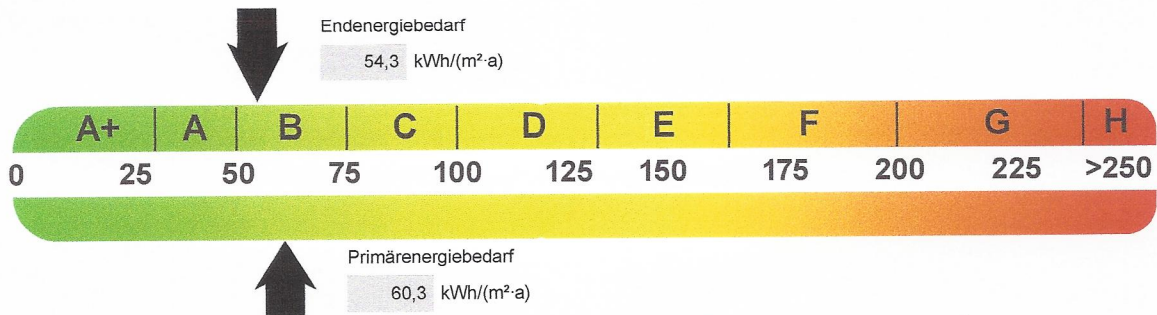 Endenergiebedarf
54,3 kWh/(m²·a)
A+ A B C D E F G H
0 25 50 75 100 125 150 175 200 225 >250
Primärenergiebedarf
60,3 kWh/(m²·a)